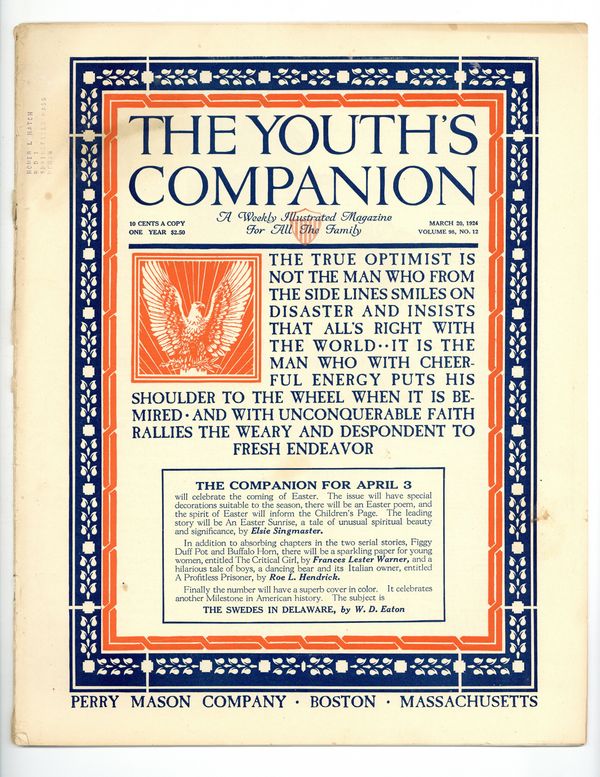 THE YOUTH'S
COMPANION
10 CENTS A COPY
ONE YEAR $2.50
A Weekly Illustrated Magazine
For All The Family
MARCH 20, 1924
VOLUME 98, NO. 12
THE TRUE OPTIMIST IS
NOT THE MAN WHO FROM
THE SIDE LINES SMILES ON
DISASTER AND INSISTS
THAT ALL'S RIGHT WITH
THE WORLD··IT IS THE
MAN WHO WITH CHEER-
FUL ENERGY PUTS HIS
SHOULDER TO THE WHEEL WHEN IT IS BE-
MIRED·AND WITH UNCONQUERABLE FAITH
RALLIES THE WEARY AND DESPONDENT TO
FRESH ENDEAVOR
THE COMPANION FOR APRIL 3
will celebrate the coming of Easter. The issue will have special
decorations suitable to the season, there will be an Easter poem, and
the spirit of Easter will inform the Children's Page. The leading
story will be An Easter Sunrise, a tale of unusual spiritual beauty
and significance, by Elsie Singmaster.
In addition to absorbing chapters in the two serial stories, Figgy
Duff Pot and Buffalo Horn, there will be a sparkling paper for young
women, entitled The Critical Girl, by Frances Lester Warner, and a
hilarious tale of boys, a dancing bear and its Italian owner, entitled
A Profitless Prisoner, by Roe L. Hendrick.
Finally the number will have a superb cover in color. It celebrates
another Milestone in American history. The subject is
THE SWEDES IN DELAWARE, by W. D. Eaton
PERRY MASON COMPANY · BOSTON · MASSACHUSETTS